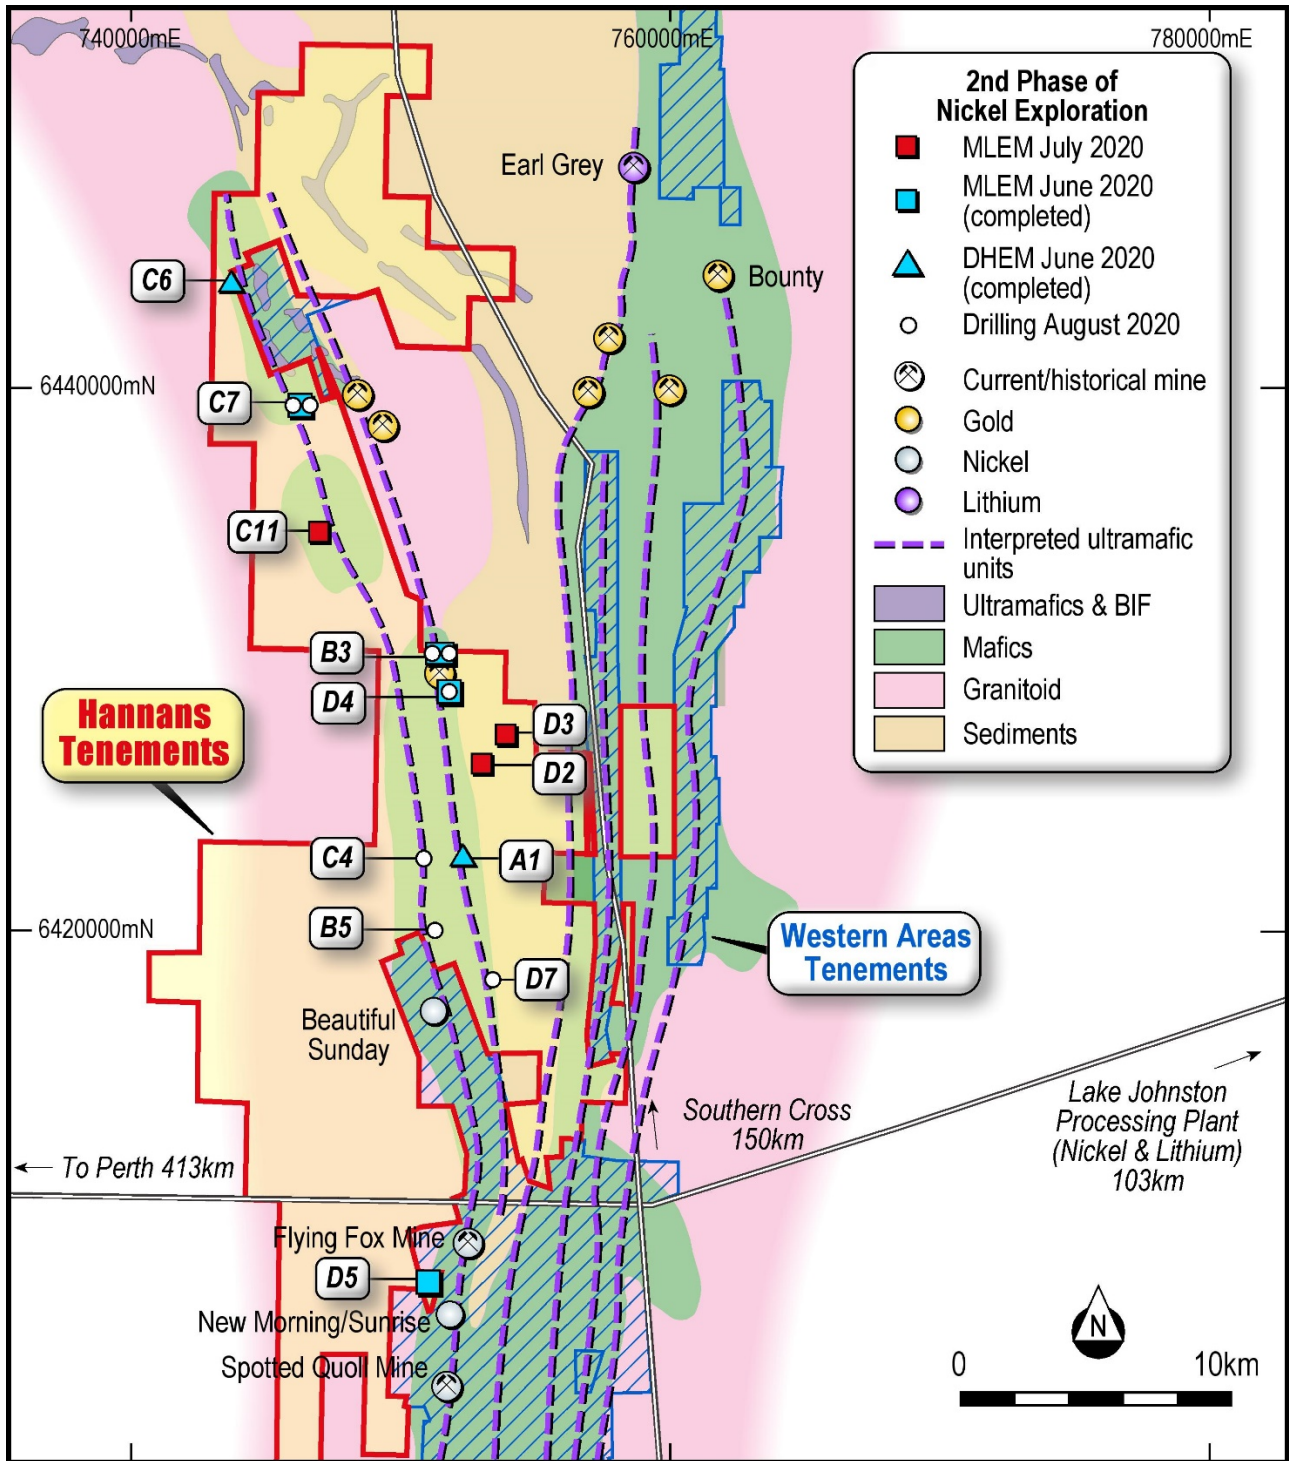 740000mE
760000mE
780000mE
2nd Phase of
Nickel Exploration
MLEM July 2020
MLEM June 2020
(completed)
DHEM June 2020
(completed)
Drilling August 2020
Current/historical mine
Gold
Nickel
Lithium
Interpreted ultramafic
units
Ultramafics & BIF
Mafics
Granitoid
Sediments
Earl Grey
Bounty
C6
6440000mN
C7
C11
B3
D4
D3
D2
Hannans
Tenements
C4
A1
B5
6420000mN
D7
Western Areas
Tenements
Beautiful
Sunday
Southern Cross
150km
Lake Johnston
Processing Plant
(Nickel & Lithium)
103km
To Perth 413km
Flying Fox Mine
D5
New Morning/Sunrise
Spotted Quoll Mine
N
0
10km